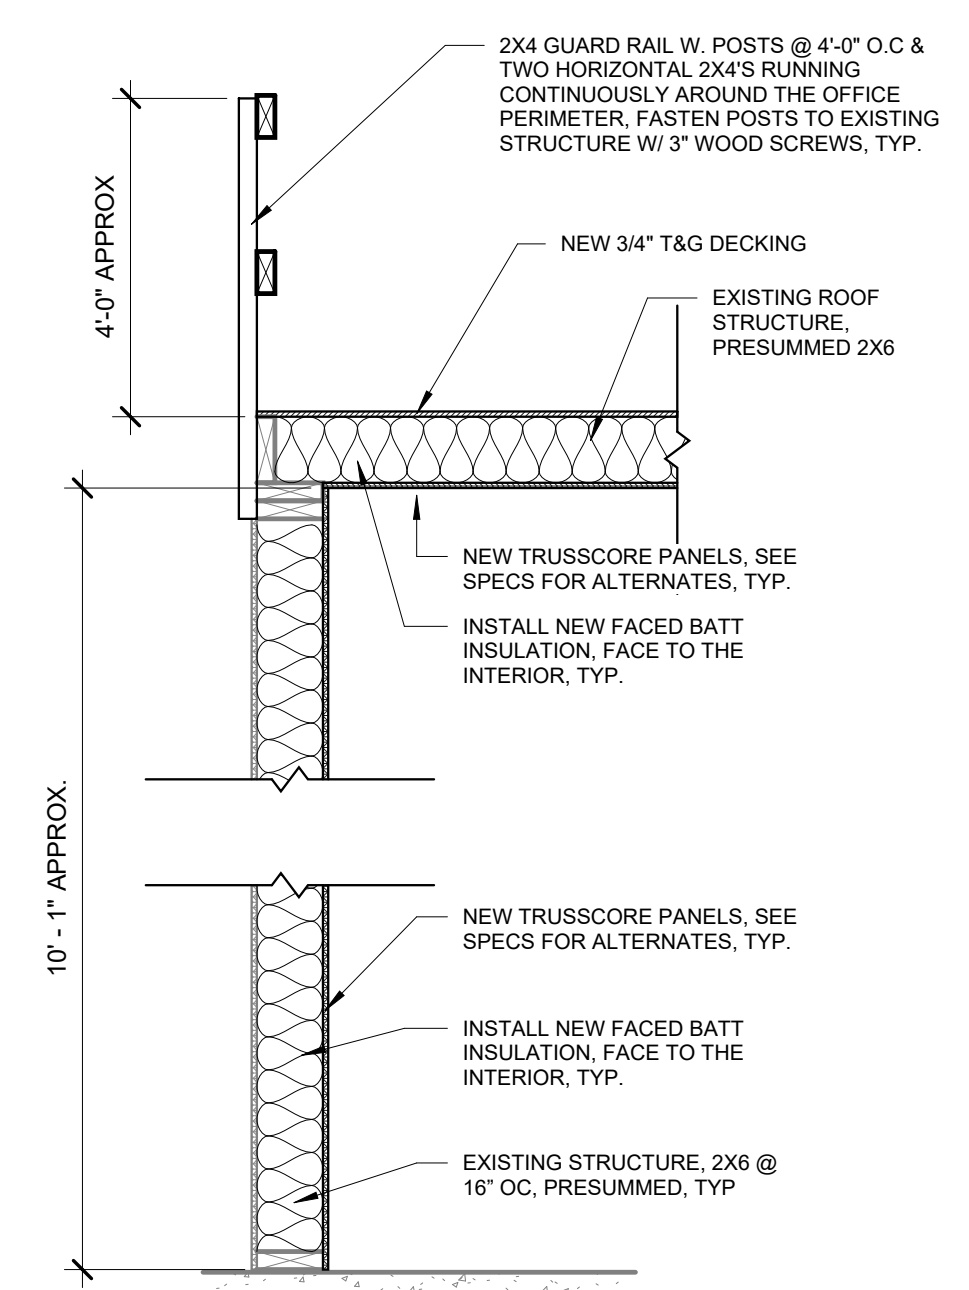 2X4 GUARD RAIL W. POSTS @ 4'-0" O.C &
TWO HORIZONTAL 2X4'S RUNNING
CONTINUOUSLY AROUND THE OFFICE
PERIMETER, FASTEN POSTS TO EXISTING
STRUCTURE W/ 3" WOOD SCREWS, TYP.
4'-0" APPROX
NEW 3/4" T&G DECKING
EXISTING ROOF
STRUCTURE,
PRESUMMED 2X6
NEW TRUSSCORE PANELS, SEE
SPECS FOR ALTERNATES, TYP.
INSTALL NEW FACED BATT
INSULATION, FACE TO THE
INTERIOR, TYP.
10' - 1" APPROX.
NEW TRUSSCORE PANELS, SEE
SPECS FOR ALTERNATES, TYP.
INSTALL NEW FACED BATT
INSULATION, FACE TO THE
INTERIOR, TYP.
EXISTING STRUCTURE, 2X6 @
16” OC, PRESUMMED, TYP